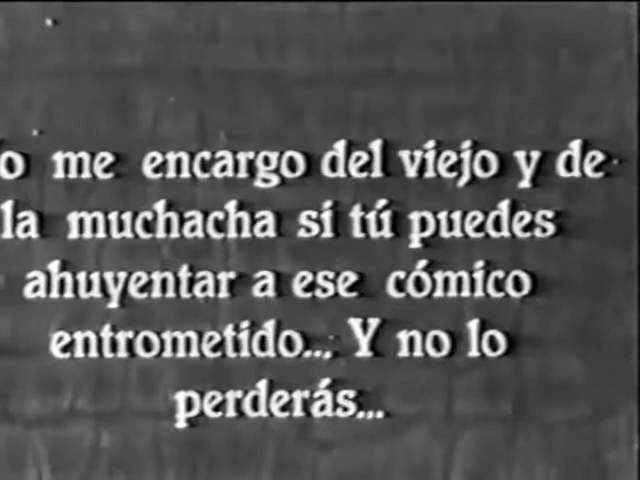 o me encargo del viejo y de
la muchacha si tú puedes
ahuyentar a ese cómico
entrometido... Y no lo
perderás...